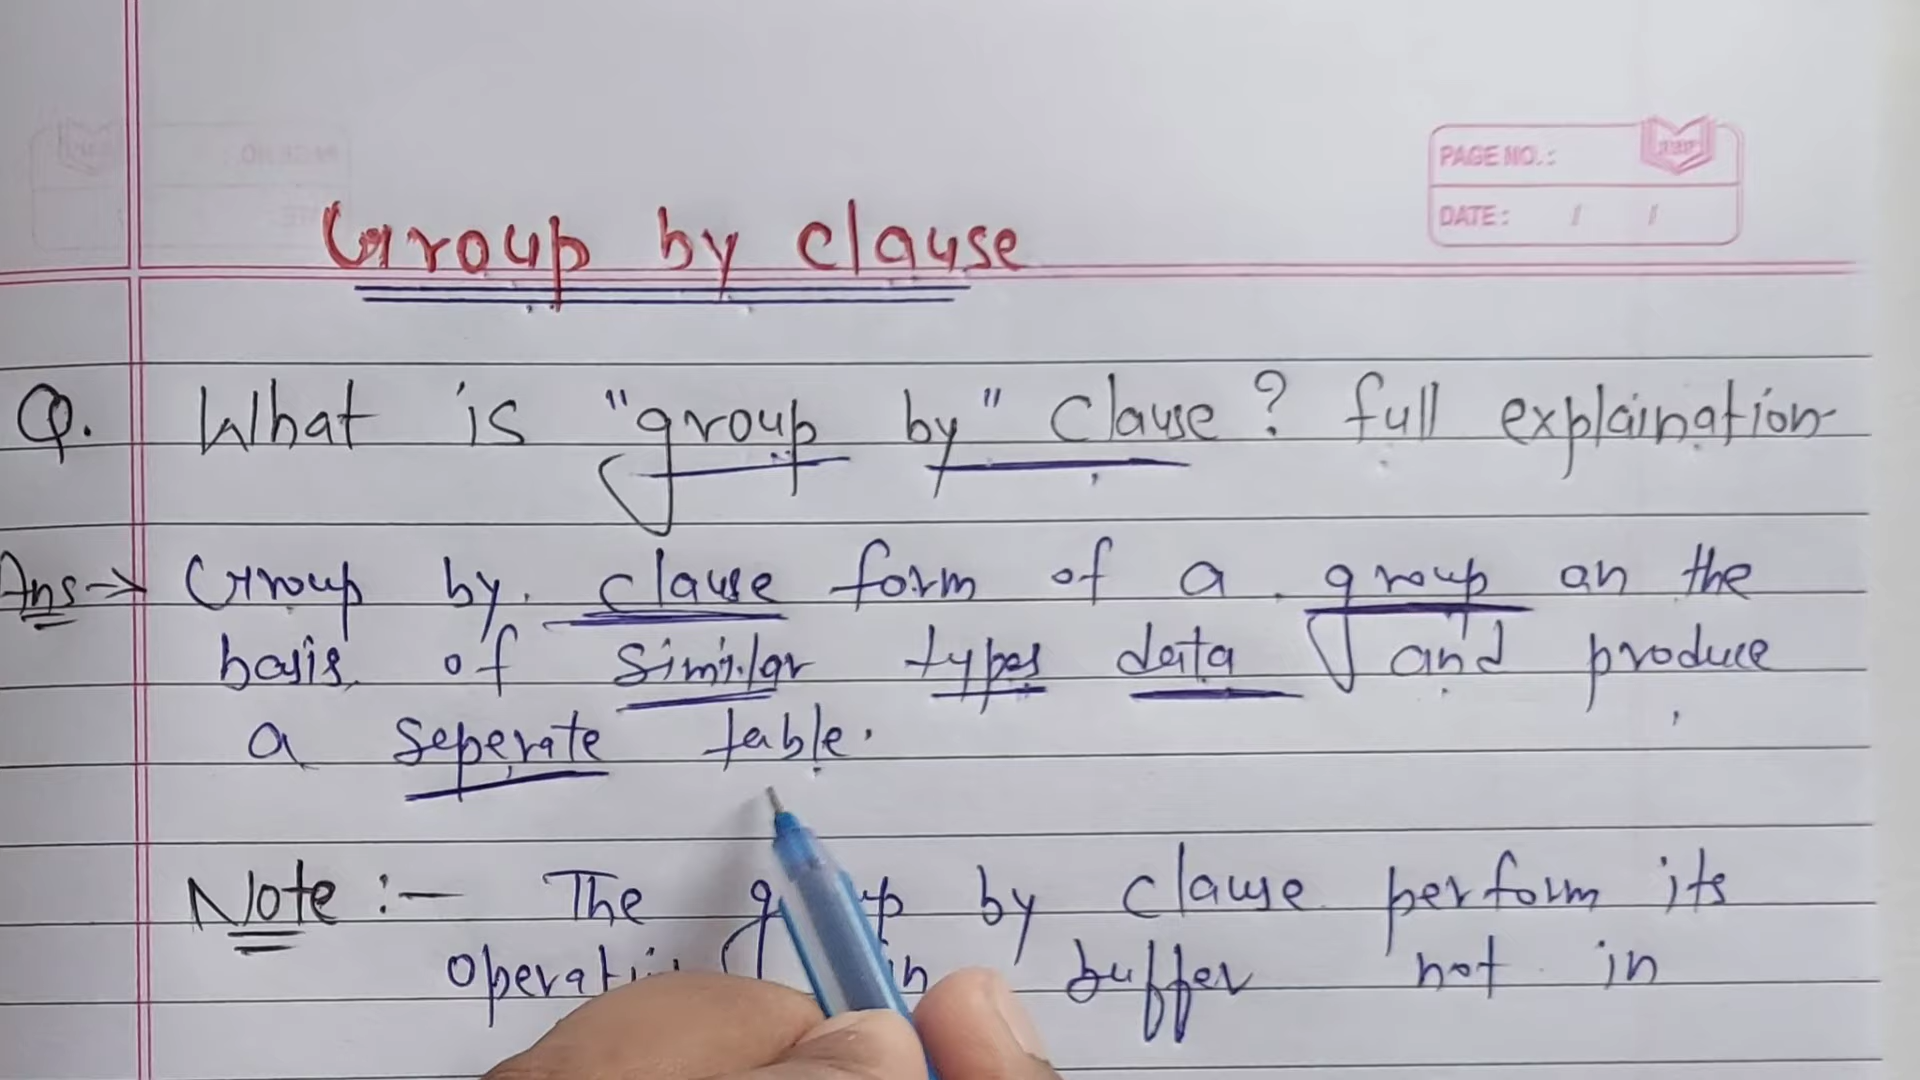 PAGE NO.:
DATE: / /
Group by clause
Q. What is "group by" clause? full explaination
Ans→ Group by clause form of a group on the
basis of similar types data and produce
a seperate table.
Note :- The by clause perform its
in buffer not in